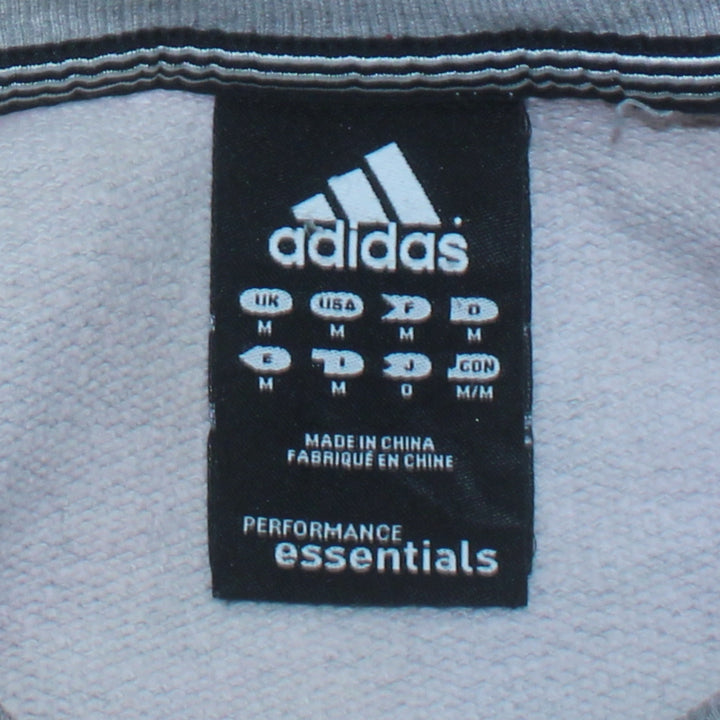 adidas
UK USA F D
M M M M
E I J CDN
M M O M/M
MADE IN CHINA
FABRIQUÉ EN CHINE
PERFORMANCE
essentials